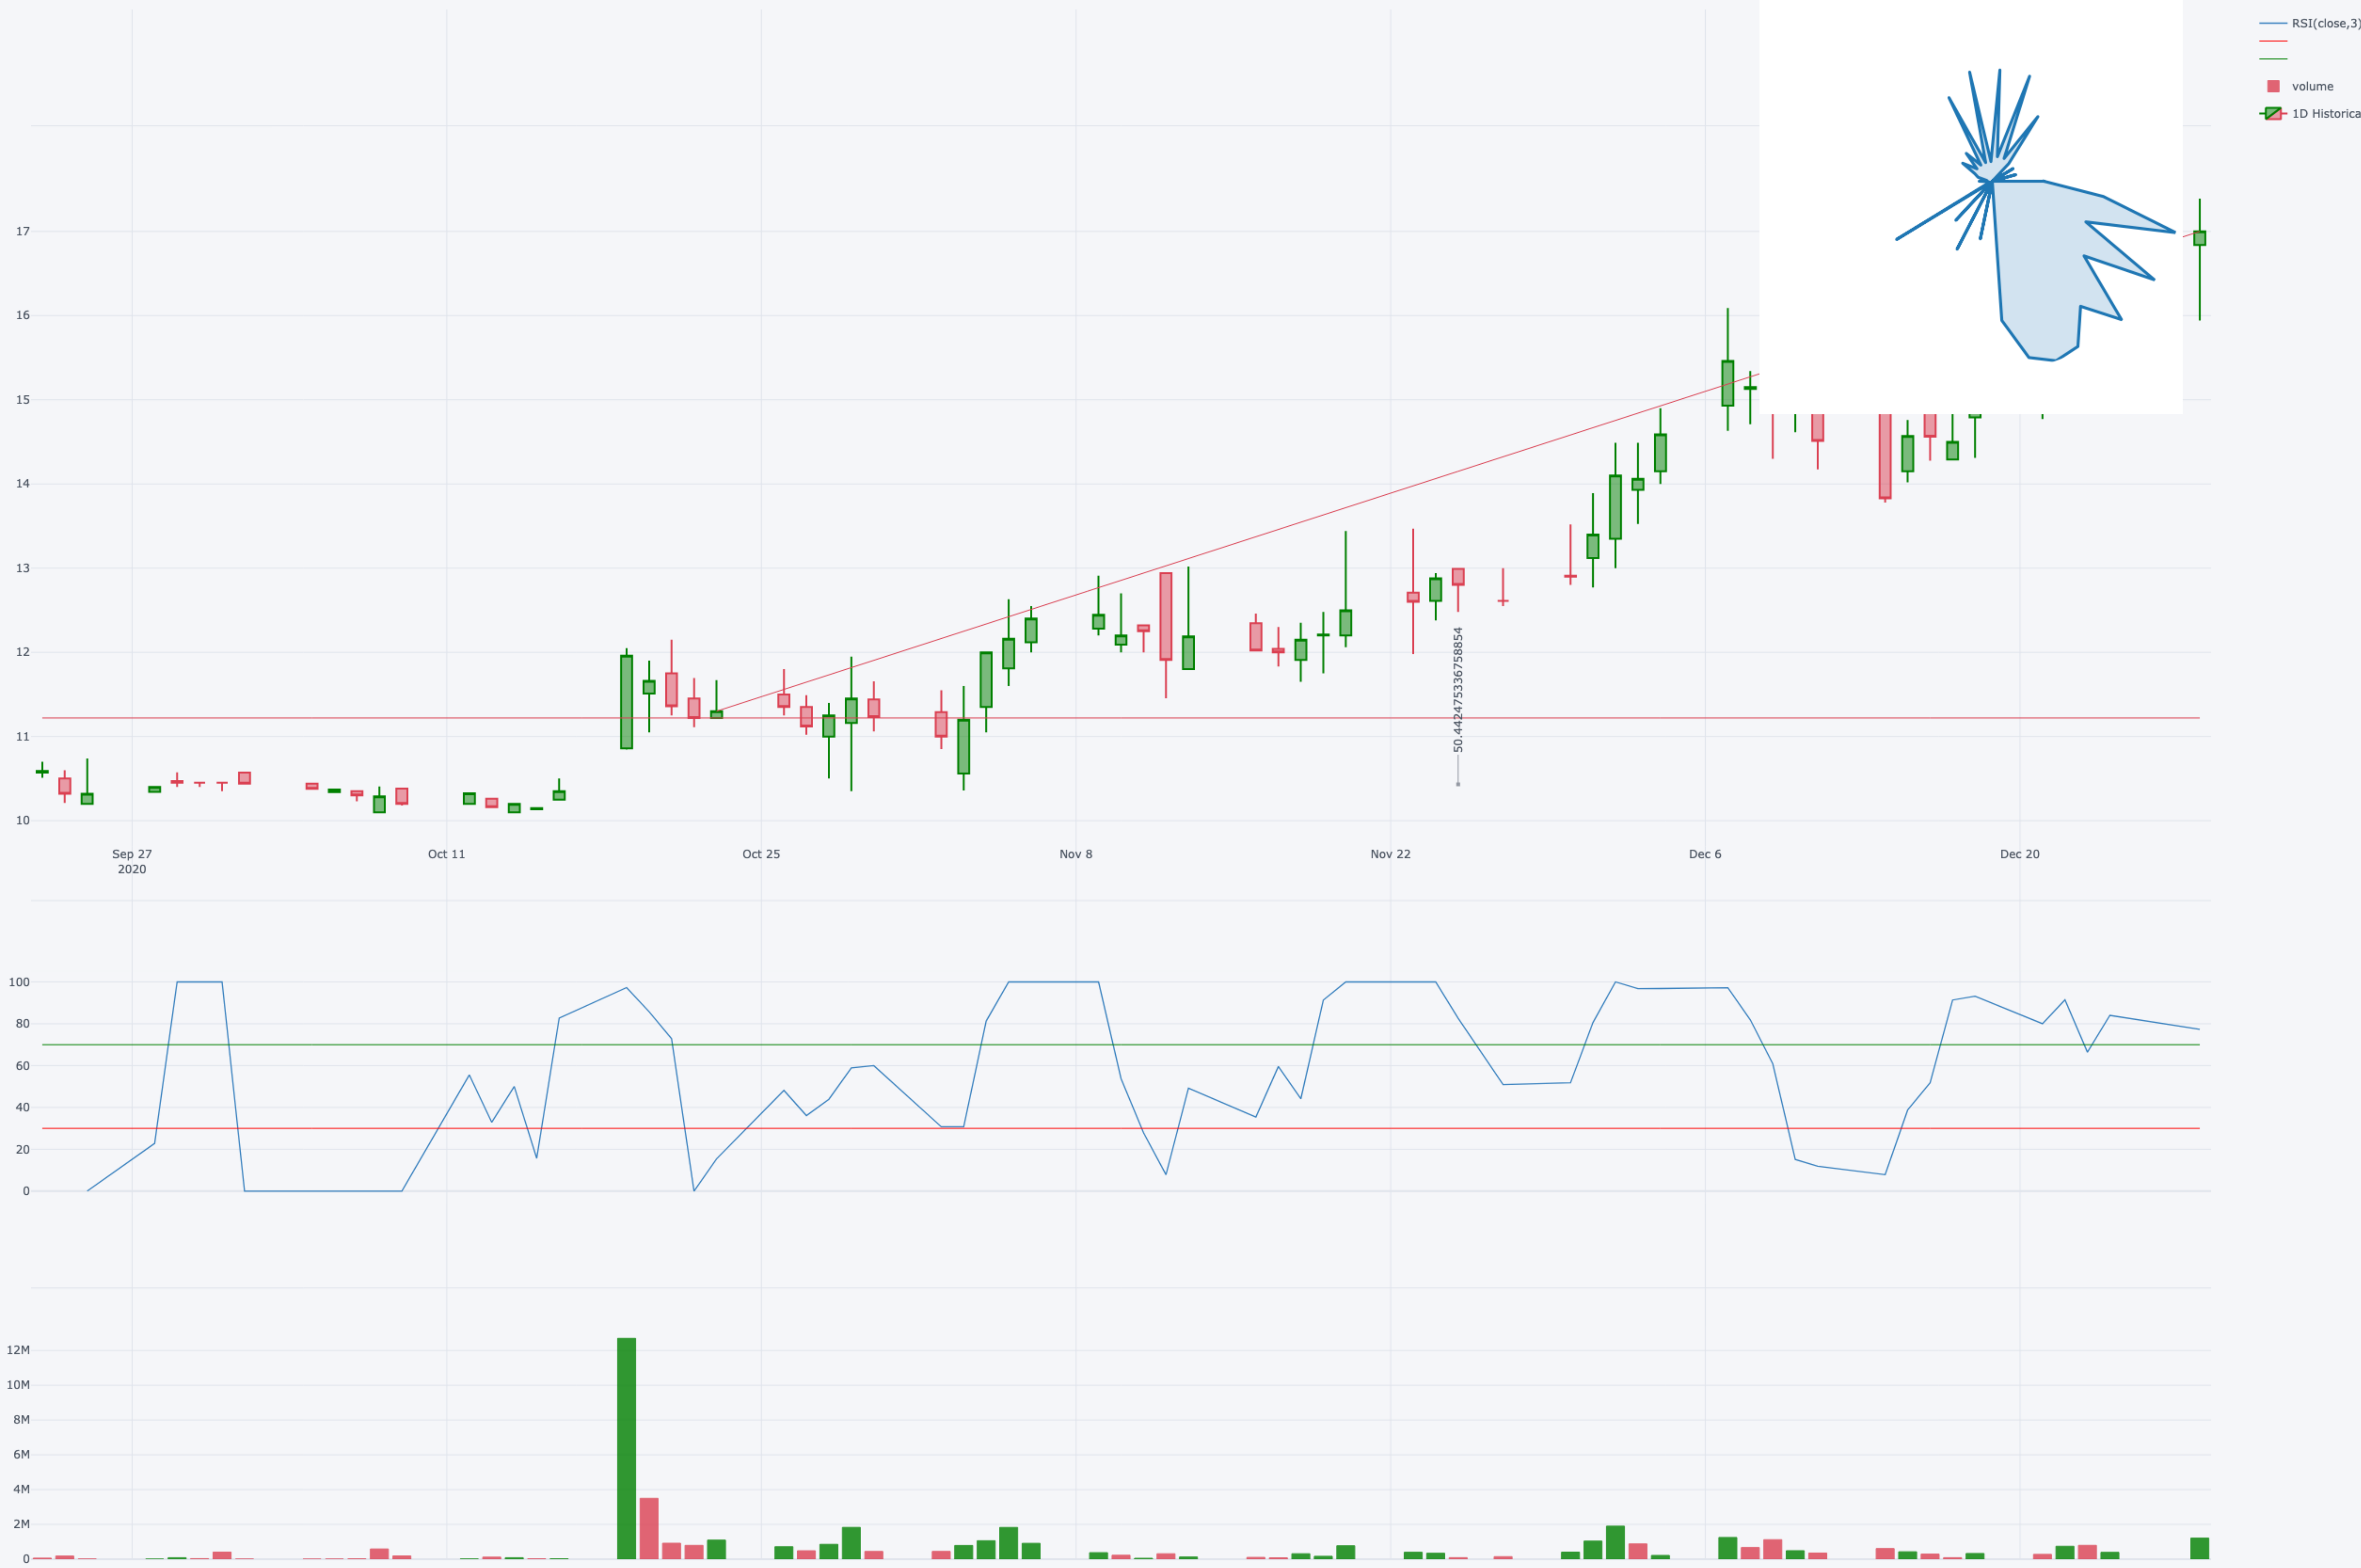 RSI(close,3)
volume
1D Historica
17
16
15
14
13
12
11
10
50.44247533675885​4
Sep 27
2020
Oct 11
Oct 25
Nov 8
Nov 22
Dec 6
Dec 20
100
80
60
40
20
0
12M
10M
8M
6M
4M
2M
0